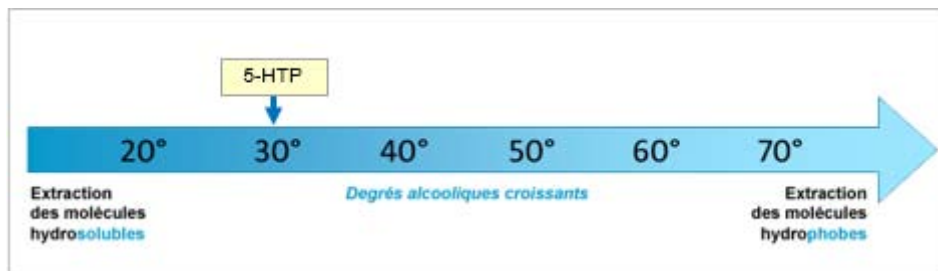 5-HTP
20° 30° 40° 50° 60° 70°
Extraction
des molécules
hydrosolubles
Degrés alcooliques croissants
Extraction
des molécules
hydrophobes